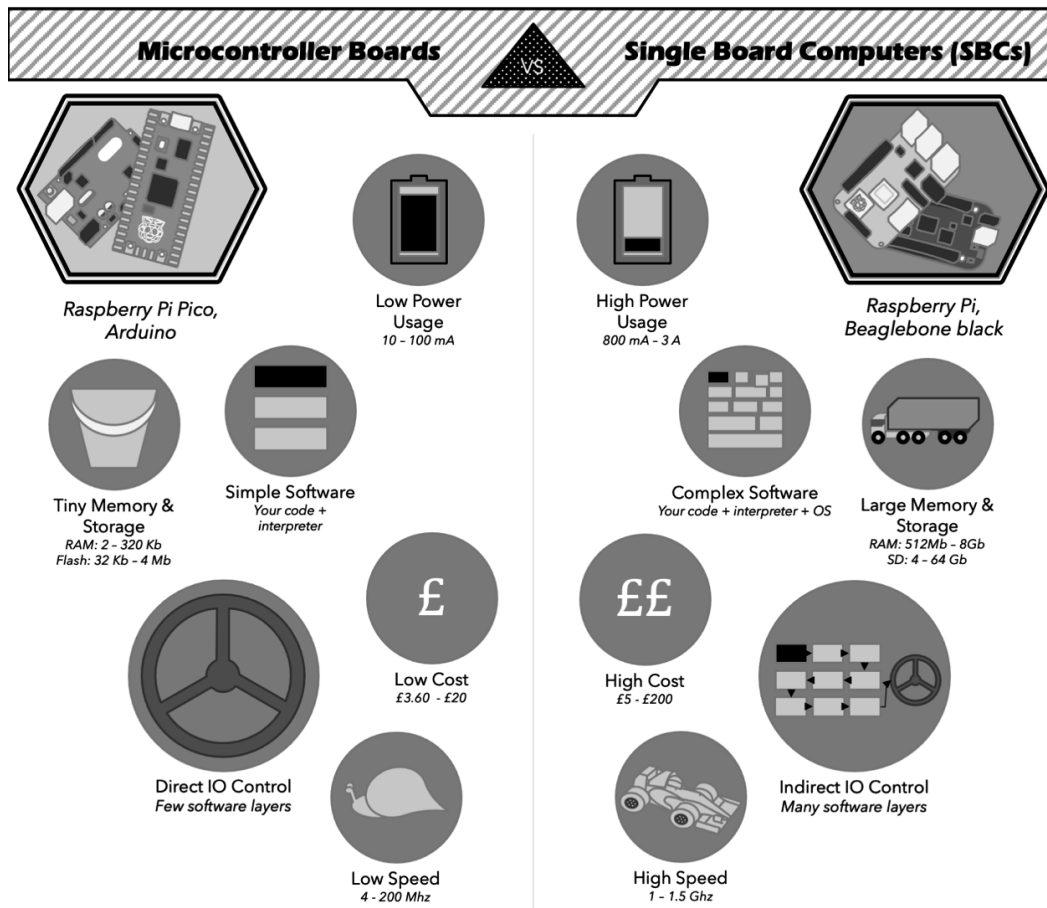 Microcontroller Boards
VS
Single Board Computers (SBCs)
Raspberry Pi Pico,
Arduino
Low Power
Usage
10 – 100 mA
Tiny Memory &
Storage
RAM: 2 – 320 Kb
Flash: 32 Kb – 4 Mb
Simple Software
Your code +
interpreter
£
Low Cost
£3.60 - £20
Direct IO Control
Few software layers
Low Speed
4 - 200 Mhz
High Power
Usage
800 mA – 3 A
Raspberry Pi,
Beaglebone black
Complex Software
Your code + interpreter + OS
Large Memory &
Storage
RAM: 512Mb – 8Gb
SD: 4 – 64 Gb
££
High Cost
£5 - £200
Indirect IO Control
Many software layers
High Speed
1 – 1.5 Ghz